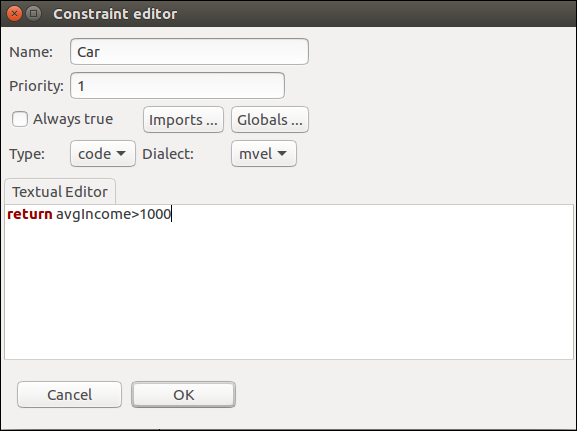 Constraint editor
Name: Car
Priority: 1
Always true Imports ... Globals ...
Type: code Dialect: mvel
Textual Editor
return avgIncome>1000
Cancel OK